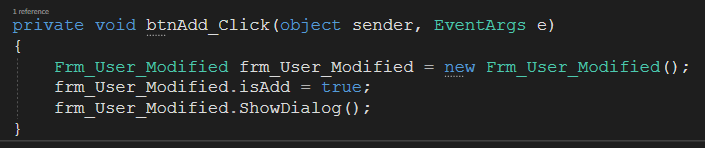 1 reference
private void btnAdd_Click(object sender, EventArgs e)
{
Frm_User_Modified frm_User_Modified = new Frm_User_Modified();
frm_User_Modified.isAdd = true;
frm_User_Modified.ShowDialog();
}